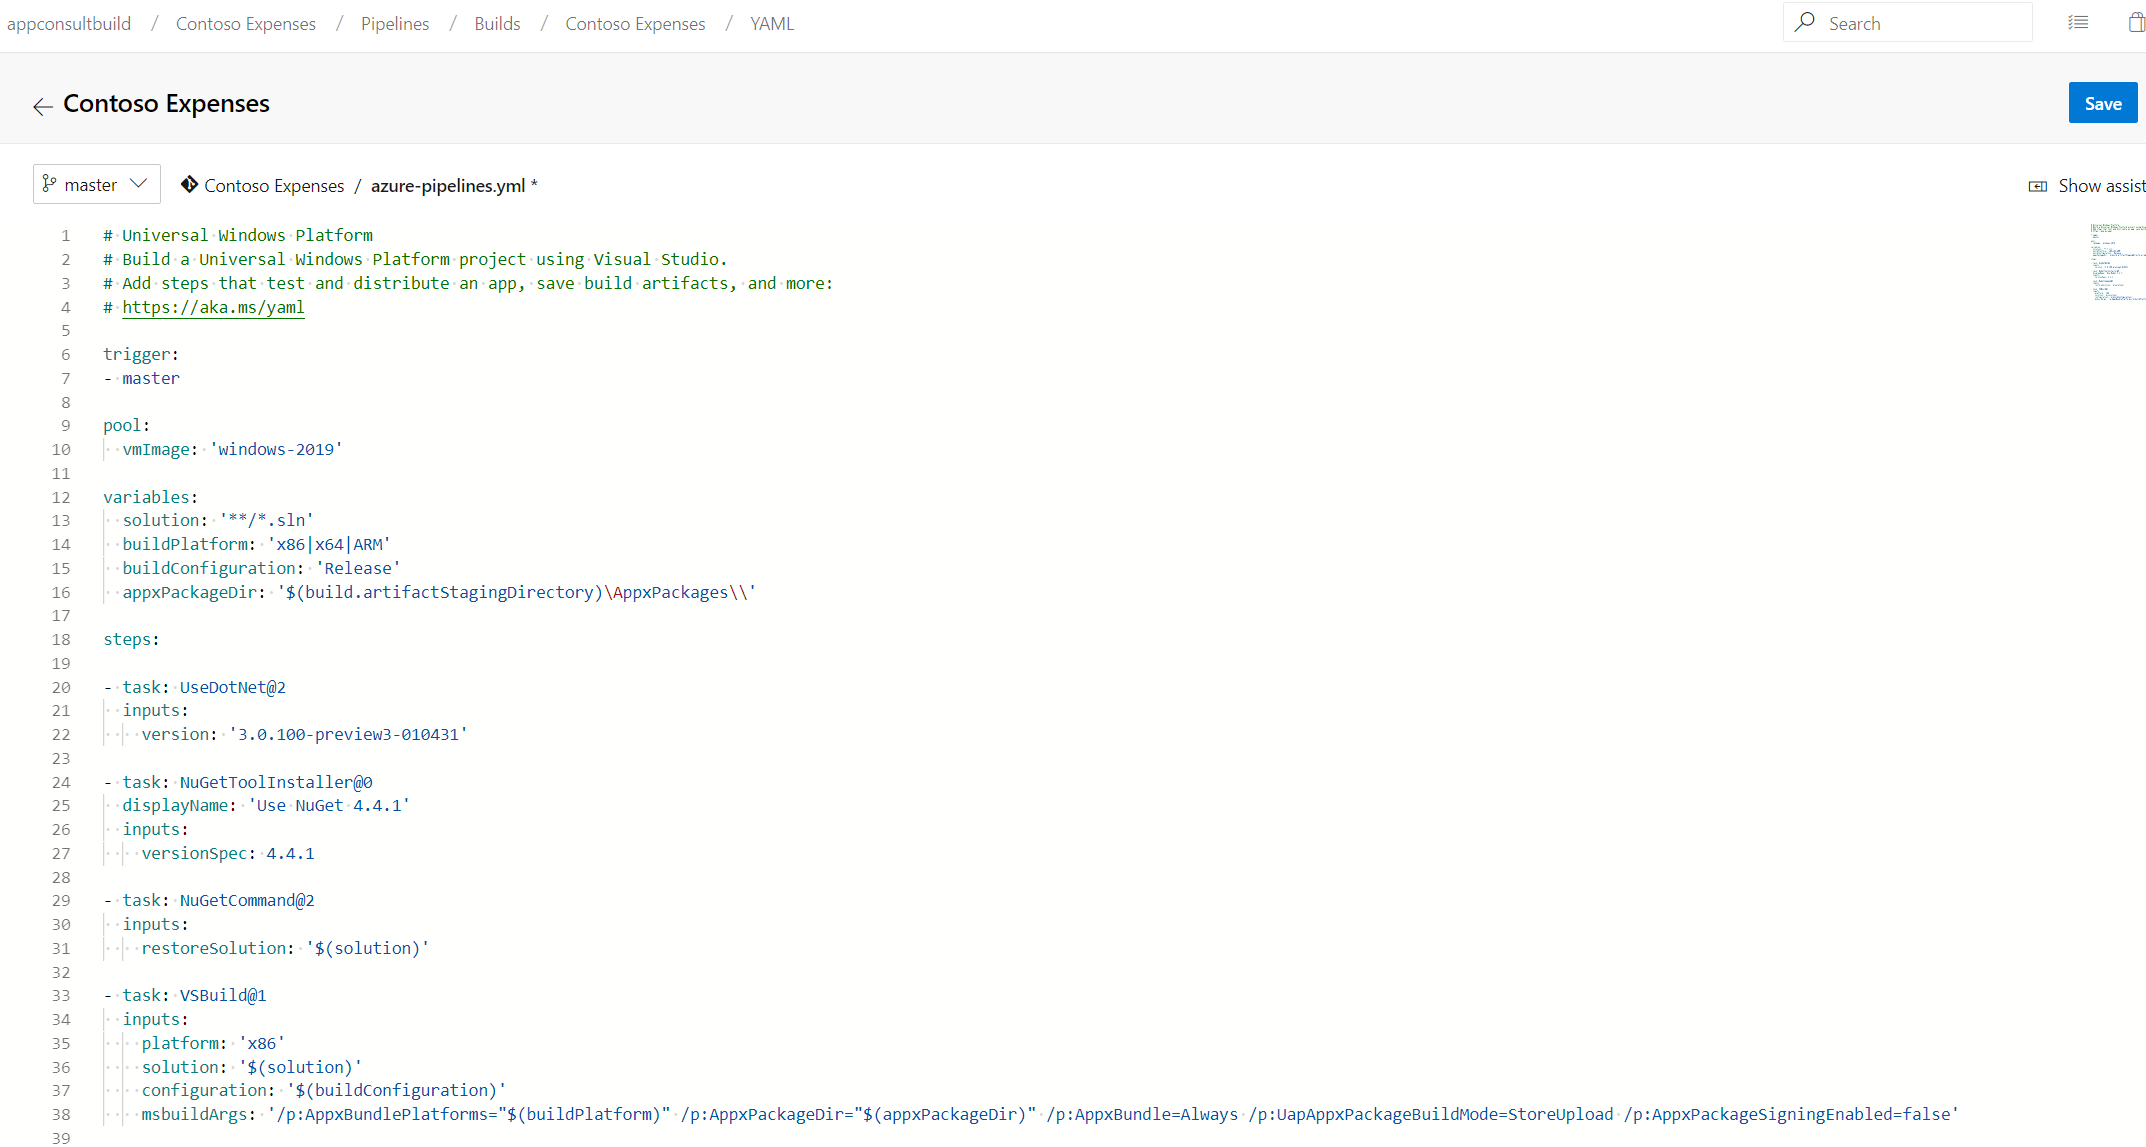 appconsultbuild / Contoso Expenses / Pipelines / Builds / Contoso Expenses / YAML
Search
Contoso Expenses
Save
master
Contoso Expenses / azure-pipelines.yml *
Show assist
1 # Universal Windows Platform
2 # Build a Universal Windows Platform project using Visual Studio.
3 # Add steps that test and distribute an app, save build artifacts, and more:
4 # https://aka.ms/yaml
5
6 trigger:
7 - master
8
9 pool:
10   vmImage: 'windows-2019'
11
12 variables:
13   solution: '**/*.sln'
14   buildPlatform: 'x86|x64|ARM'
15   buildConfiguration: 'Release'
16   appxPackageDir: '$(build.artifactStagingDirectory)\AppxPackages\\'
17
18 steps:
19
20 - task: UseDotNet@2
21   inputs:
22     version: '3.0.100-preview3-010431'
23
24 - task: NuGetToolInstaller@0
25   displayName: 'Use NuGet 4.4.1'
26   inputs:
27     versionSpec: 4.4.1
28
29 - task: NuGetCommand@2
30   inputs:
31     restoreSolution: '$(solution)'
32
33 - task: VSBuild@1
34   inputs:
35     platform: 'x86'
36     solution: '$(solution)'
37     configuration: '$(buildConfiguration)'
38     msbuildArgs: '/p:AppxBundlePlatforms="$(buildPlatform)" /p:AppxPackageDir="$(appxPackageDir)" /p:AppxBundle=Always /p:UapAppxPackageBuildMode=StoreUpload /p:AppxPackageSigningEnabled=false'
39